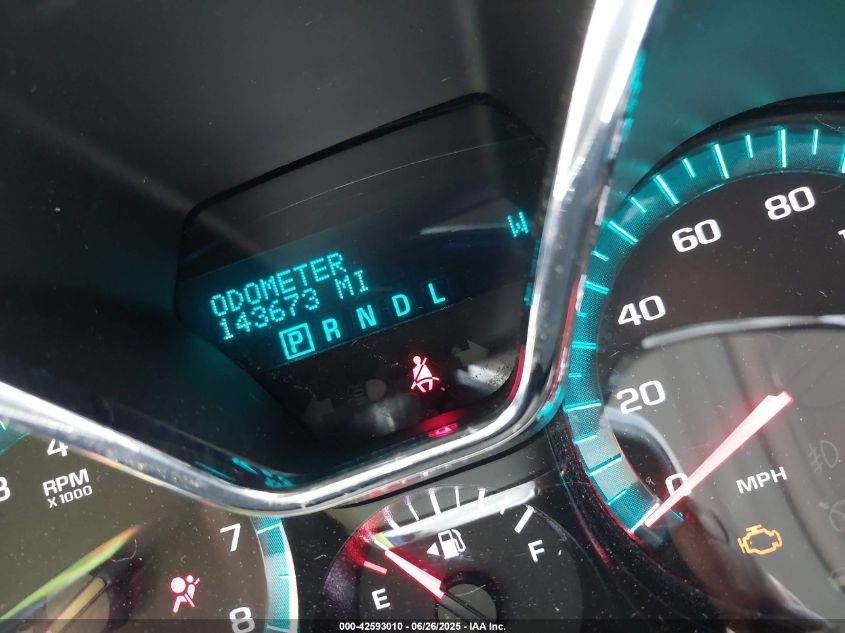 W
ODOMETER
143673 MI
P R N D L
80
60
40
20
0
MPH
4
RPM
X1000
7
8
E
F
000-42593010 - 06/26/2025 - IAA Inc.